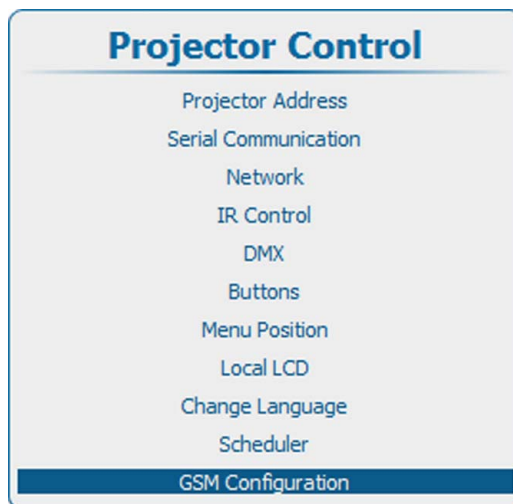 Projector Control
Projector Address
Serial Communication
Network
IR Control
DMX
Buttons
Menu Position
Local LCD
Change Language
Scheduler
GSM Configuration